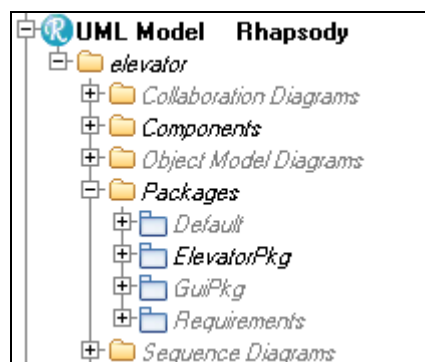 UML Model Rhapsody
elevator
Collaboration Diagrams
Components
Object Model Diagrams
Packages
Default
ElevatorPkg
GuiPkg
Requirements
Sequence Diagrams